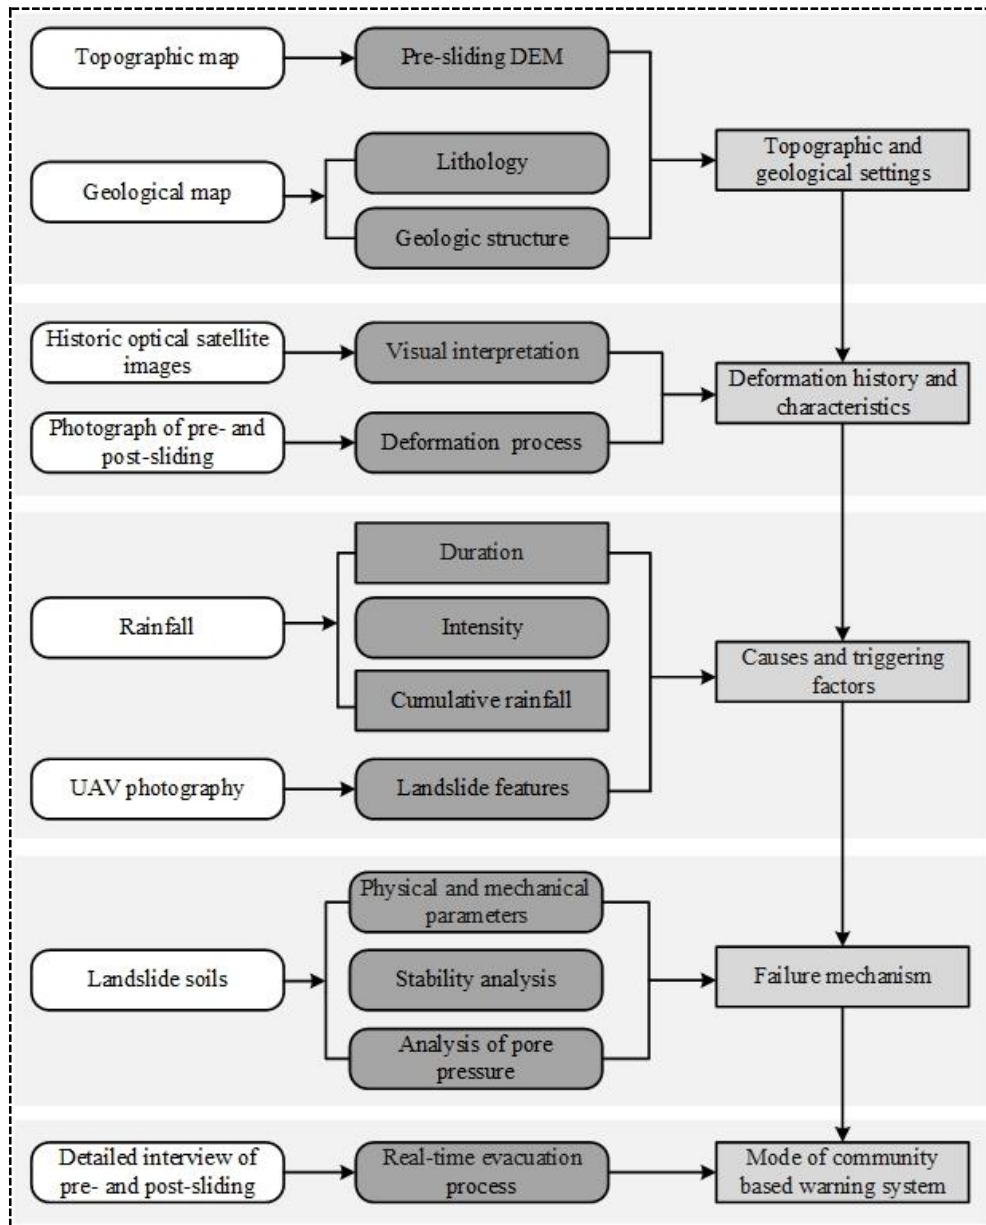 Topographic map
Pre-sliding DEM
Lithology
Geological map
Geologic structure
Topographic and
geological settings
Historic optical satellite
images
Visual interpretation
Photograph of pre- and
post-sliding
Deformation process
Deformation history and
characteristics
Rainfall
Duration
Intensity
Cumulative rainfall
UAV photography
Landslide features
Causes and triggering
factors
Landslide soils
Physical and mechanical
parameters
Stability analysis
Analysis of pore
pressure
Failure mechanism
Detailed interview of
pre- and post-sliding
Real-time evacuation
process
Mode of community
based warning system